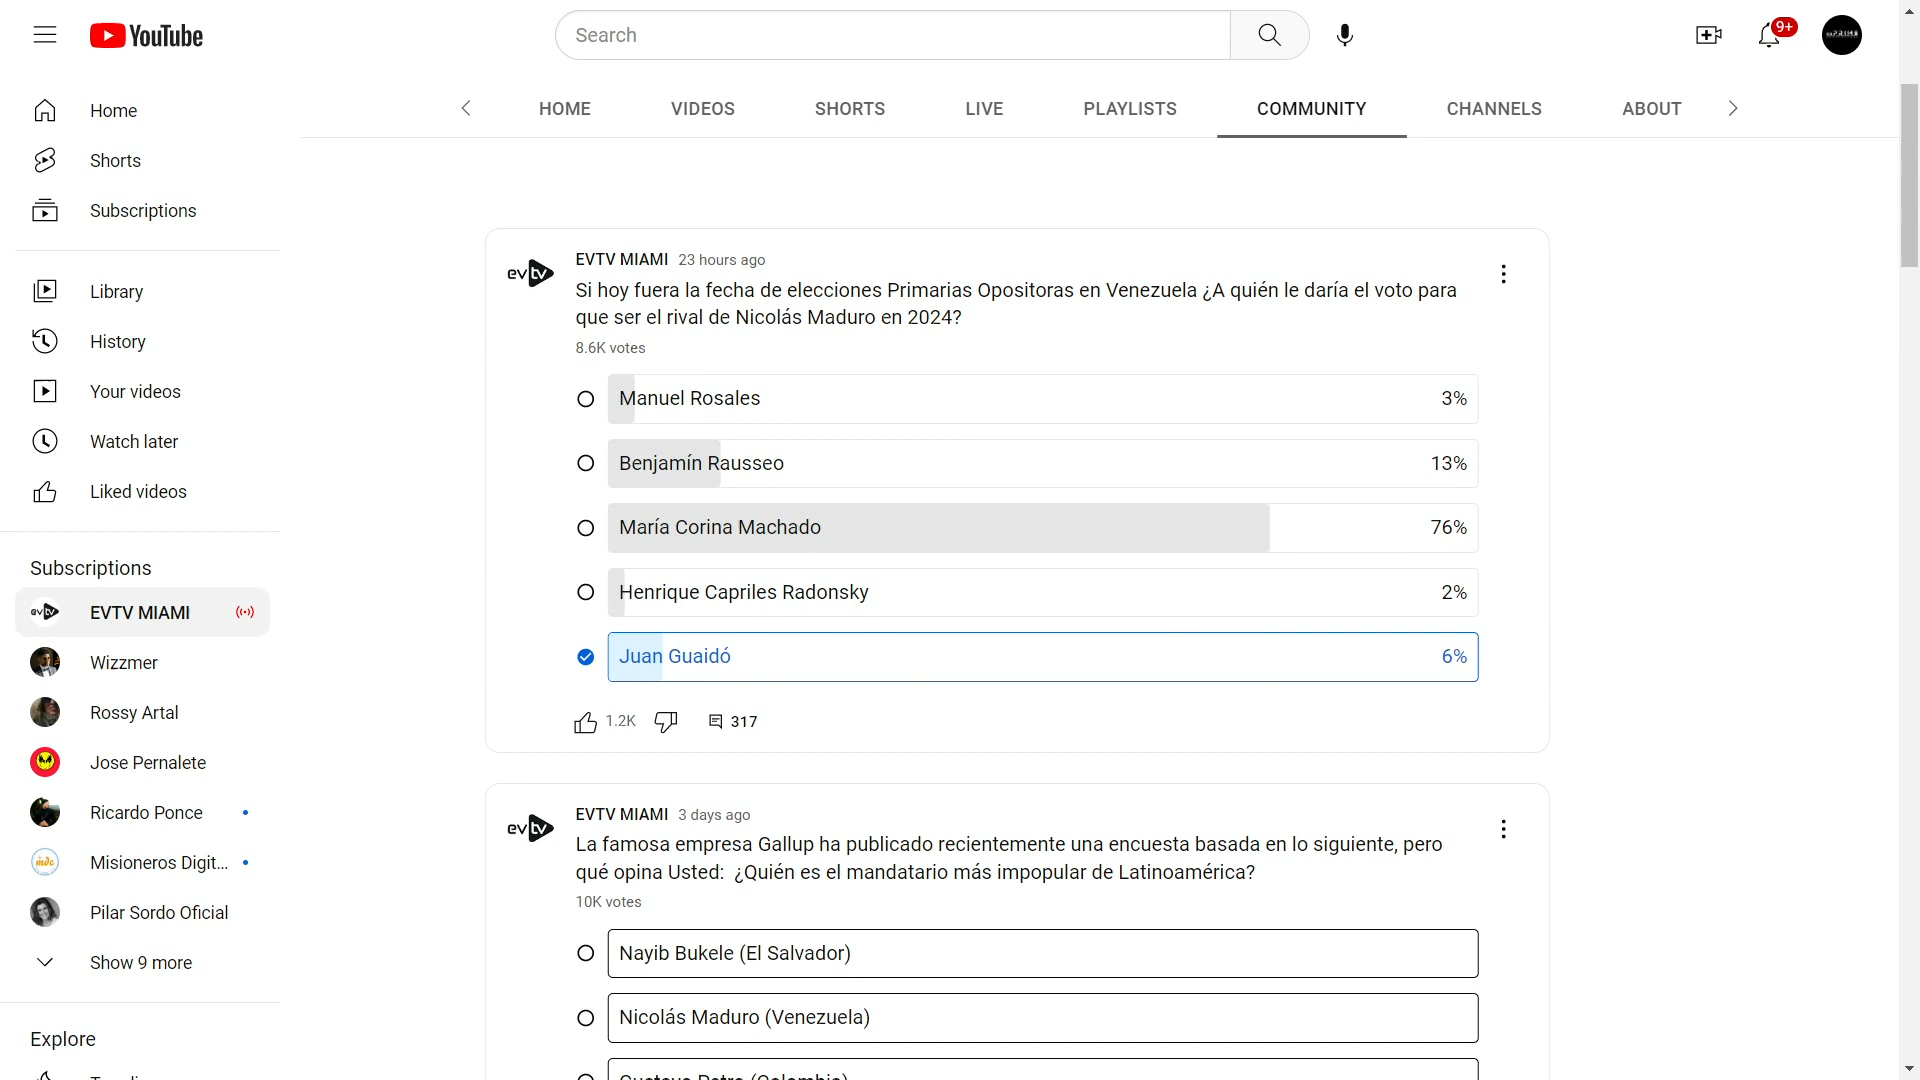 YouTube
Search
9+
Home
Shorts
Subscriptions
Library
History
Your videos
Watch later
Liked videos
Subscriptions
evtv
EVTV MIAMI
Wizzmer
Rossy Artal
Jose Pernalete
Ricardo Ponce
mdc
Misioneros Digit...
Pilar Sordo Oficial
Show 9 more
Explore
HOME
VIDEOS
SHORTS
LIVE
PLAYLISTS
COMMUNITY
CHANNELS
ABOUT
evtv
EVTV MIAMI 23 hours ago
Si hoy fuera la fecha de elecciones Primarias Opositoras en Venezuela ¿A quién le daría el voto para
que ser el rival de Nicolás Maduro en 2024?
8.6K votes
Manuel Rosales 3%
Benjamín Rausseo 13%
María Corina Machado 76%
Henrique Capriles Radonsky 2%
Juan Guaidó 6%
1.2K 317
evtv
EVTV MIAMI 3 days ago
La famosa empresa Gallup ha publicado recientemente una encuesta basada en lo siguiente, pero
qué opina Usted: ¿Quién es el mandatario más impopular de Latinoamérica?
10K votes
Nayib Bukele (El Salvador)
Nicolás Maduro (Venezuela)
Gustavo Petro (Colombia)